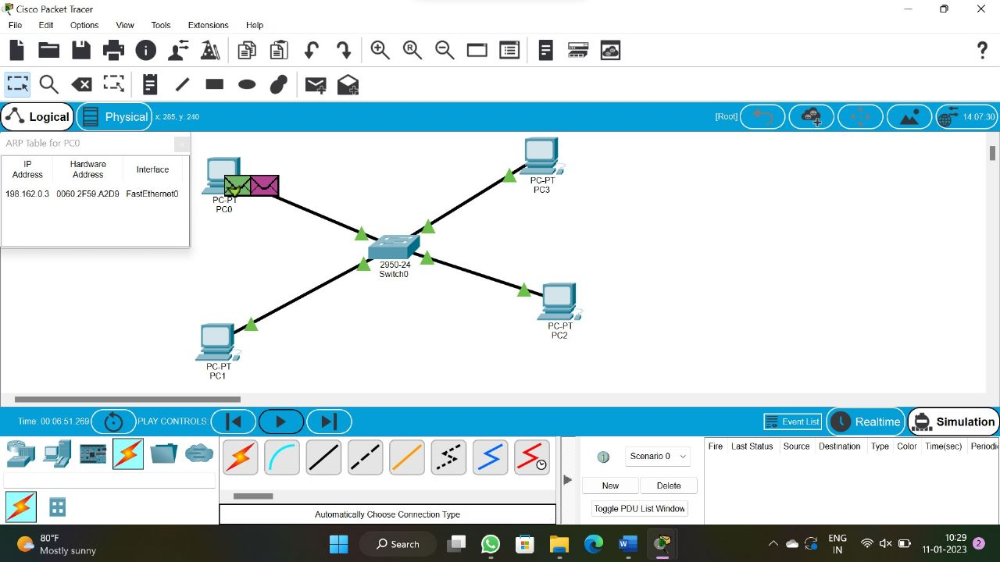 Cisco Packet Tracer
File Edit Options View Tools Extensions Help
Logical Physical x: 285, y: 240 [Root] 14:07:30
ARP Table for PC0
IP Address Hardware Address Interface
198.162.0.3 0060.2F59.A2D9 FastEthernet0
PC-PT
PC0
PC-PT
PC3
2950-24
Switch0
PC-PT
PC2
PC-PT
PC1
Time: 00:06:51.269 PLAY CONTROLS: Event List Realtime Simulation
Scenario 0
New Delete
Toggle PDU List Window
Fire Last Status Source Destination Type Color Time(sec) Periodi
Automatically Choose Connection Type
80°F
Mostly sunny
Search
ENG
IN
10:29
11-01-2023
2